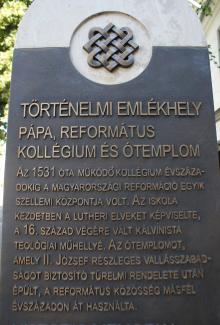 TÖRTÉNELMI EMLÉKHELY
PÁPA, REFORMÁTUS
KOLLÉGIUM ÉS ÓTEMPLOM
AZ 1531 ÓTA MŰKÖDŐ KOLLÉGIUM ÉVSZÁZA-
DOKIG A MAGYARORSZÁGI REFORMÁCIÓ EGYIK
SZELLEMI KÖZPONTJA VOLT. AZ ISKOLA
KEZDETBEN A LUTHERI ELVEKET KÉPVISELTE,
A 16. SZÁZAD VÉGÉRE VÁLT KÁLVINISTA
TEOLÓGIAI MŰHELLYÉ. AZ ÓTEMPLOMOT,
AMELY II. JÓZSEF RÉSZLEGES VALLÁSSZABAD-
SÁGOT BIZTOSÍTÓ TÜRELMI RENDELETE UTÁN
ÉPÜLT, A REFORMÁTUS KÖZÖSSÉG MÁSFÉL
ÉVSZÁZADON ÁT HASZNÁLTA.